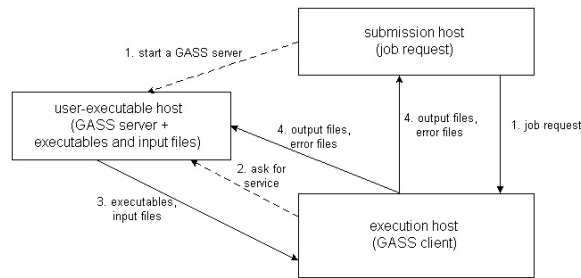 submission host
(job request)
1. start a GASS server
user-executable host
(GASS server +
executables and input files)
4. output files,
error files
4. output files,
error files
1. job request
2. ask for
service
3. executables,
input files
execution host
(GASS client)